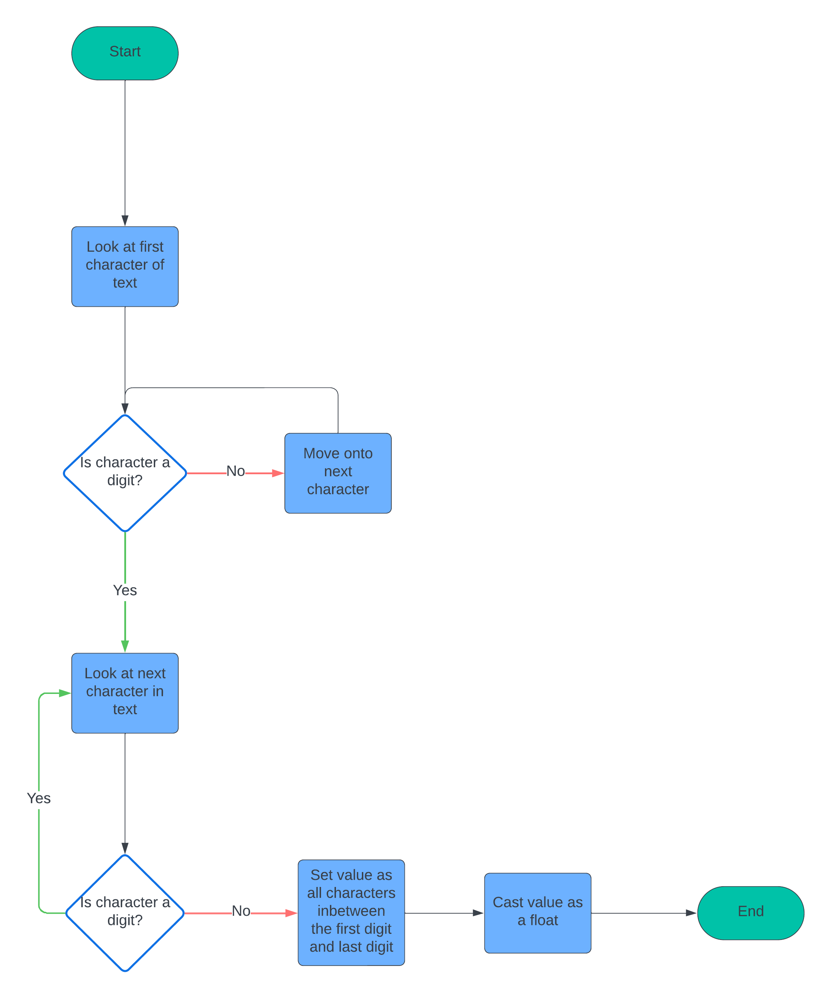 Start
Look at first
character of
text
Is character a
digit?
No
Move onto
next
character
Yes
Look at next
character in
text
Yes
Is character a
digit?
No
Set value as
all characters
inbetween
the first digit
and last digit
Cast value as
a float
End